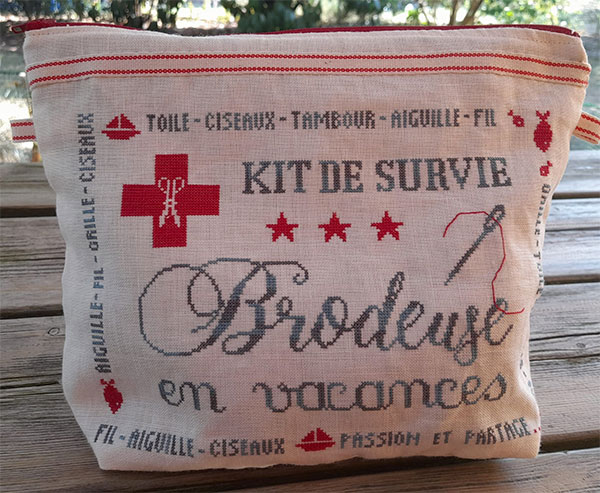 TOILE-CISEAUX-TAMBOUR-AIGUILLE-FIL
KIT DE SURVIE
Brodeuse
en vacances
FIL-AIGUILLE-CISEAUX
PASSION ET PARTAGE..
AIGUILLE-FIL-GRILLE-CISEAUX